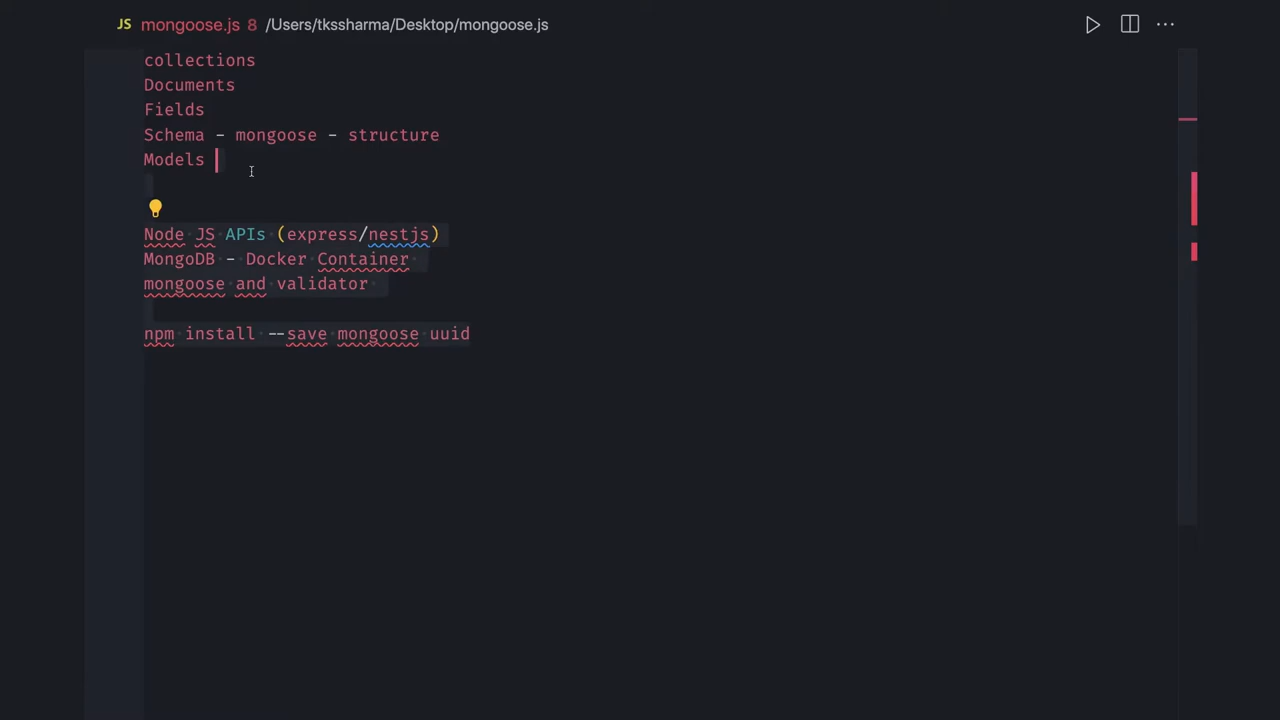 JS mongoose.js 8 /Users/tkssharma/Desktop/mongoose.js
collections
Documents
Fields
Schema - mongoose - structure
Models
Node JS APIs (express/nestjs)
MongoDB - Docker Container
mongoose and validator
npm install --save mongoose uuid